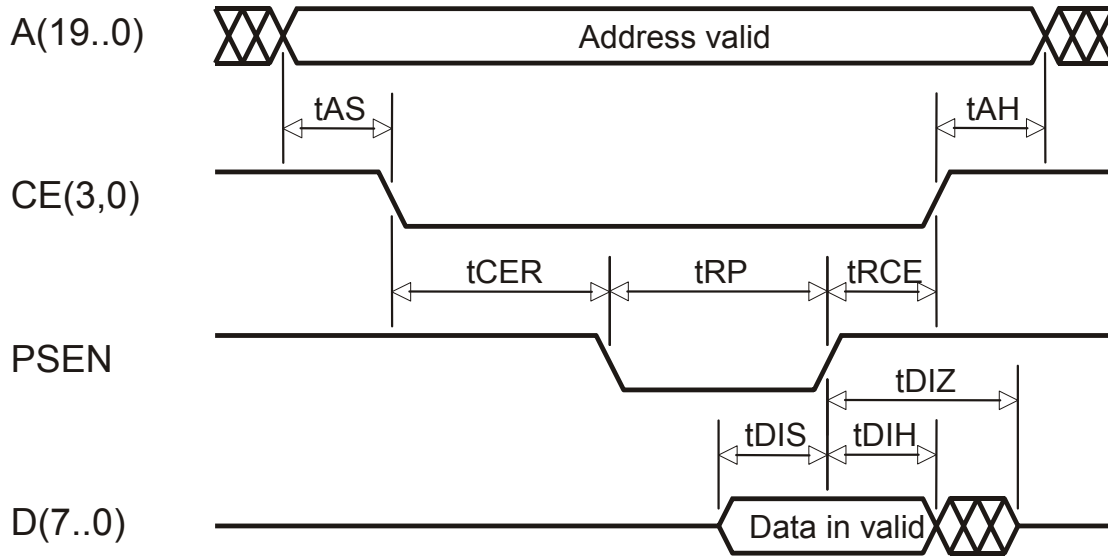 A(19..0)
Address valid
tAS
tAH
CE(3,0)
tCER
tRP
tRCE
PSEN
tDIZ
tDIS
tDIH
D(7..0)
Data in valid